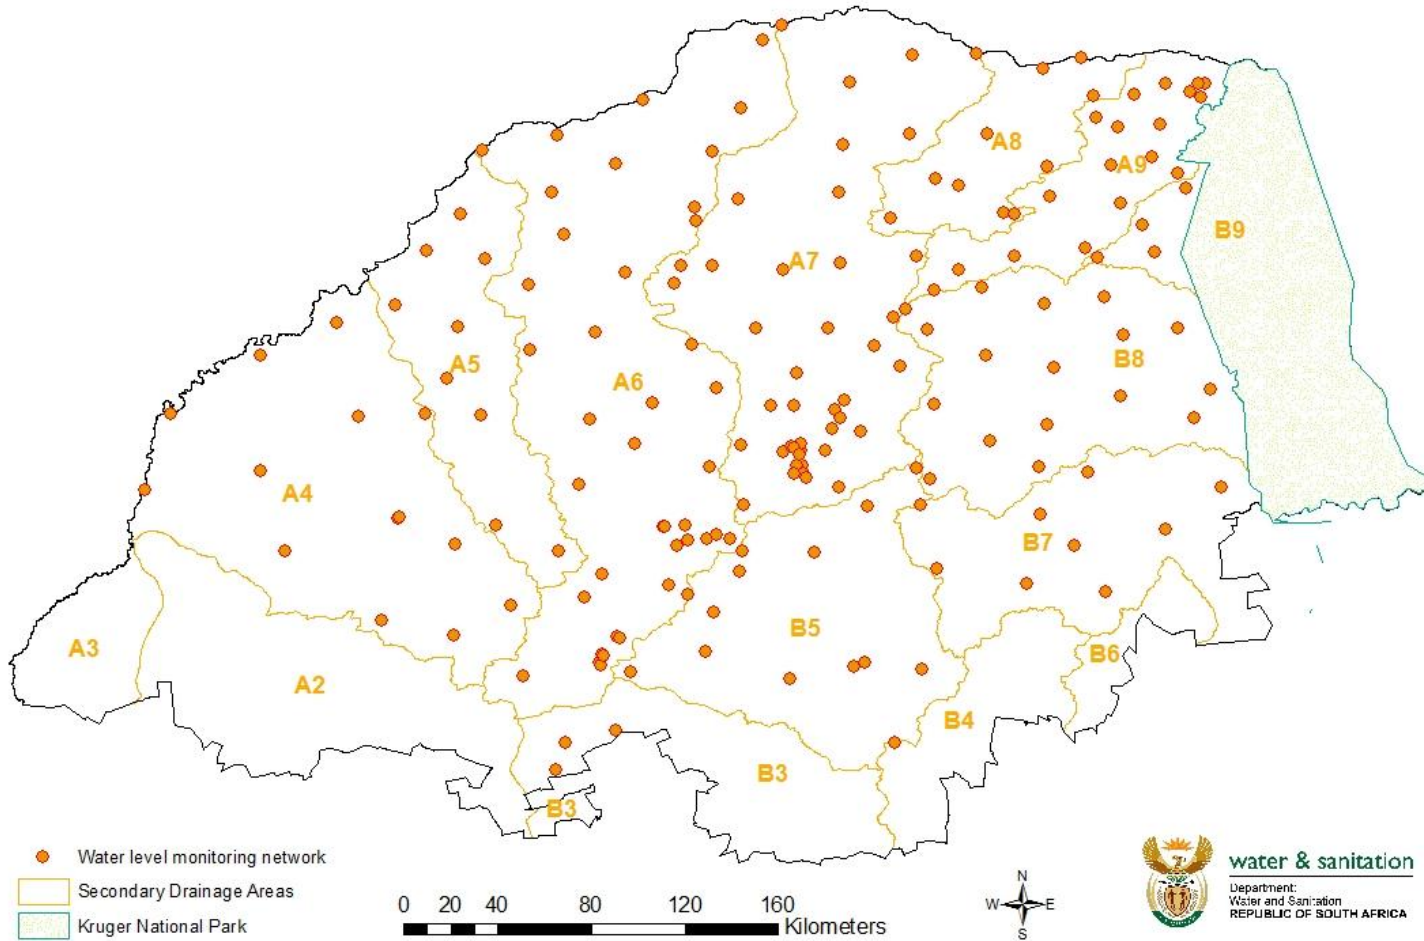 A8
A9
B9
A7
A5
A6
B8
A4
B7
A3
A2
B5
B6
B4
B3
B3
Water level monitoring network
Secondary Drainage Areas
Kruger National Park
0 20 40 80 120 160
Kilometers
N
W E
S
water & sanitation
Department:
Water and Sanitation
REPUBLIC OF SOUTH AFRICA